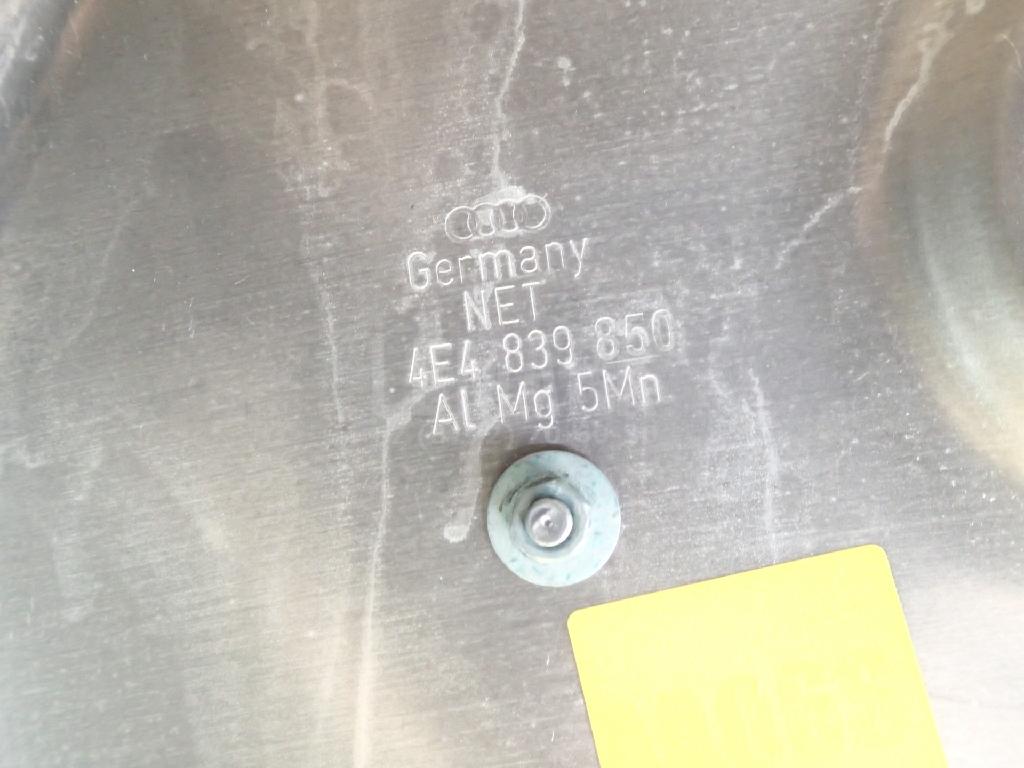 Germany
NET
4E4 839 850
Al Mg 5Mn